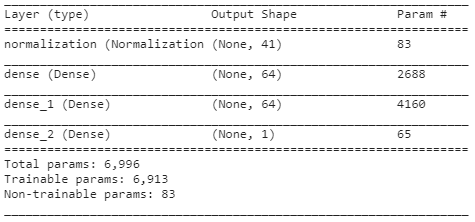 Layer (type) Output Shape Param #
normalization (Normalization (None, 41) 83
dense (Dense) (None, 64) 2688
dense_1 (Dense) (None, 64) 4160
dense_2 (Dense) (None, 1) 65
Total params: 6,996
Trainable params: 6,913
Non-trainable params: 83